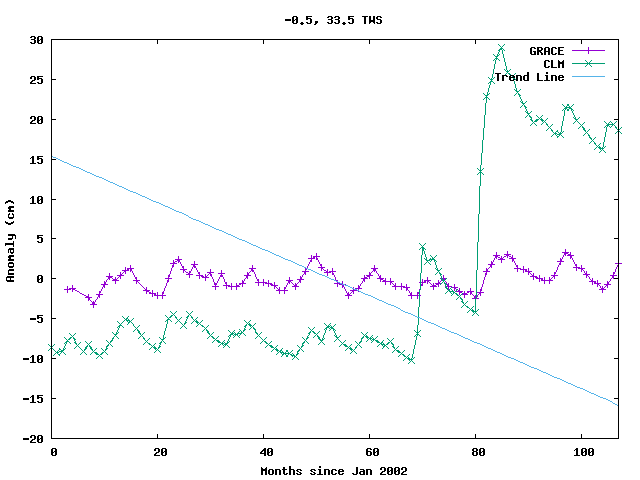 -0.5, 33.5 TWS
30
25
20
15
10
5
0
-5
-10
-15
-20
Anomaly (cm)
GRACE
CLM
Trend Line
0 20 40 60 80 100
Months since Jan 2002